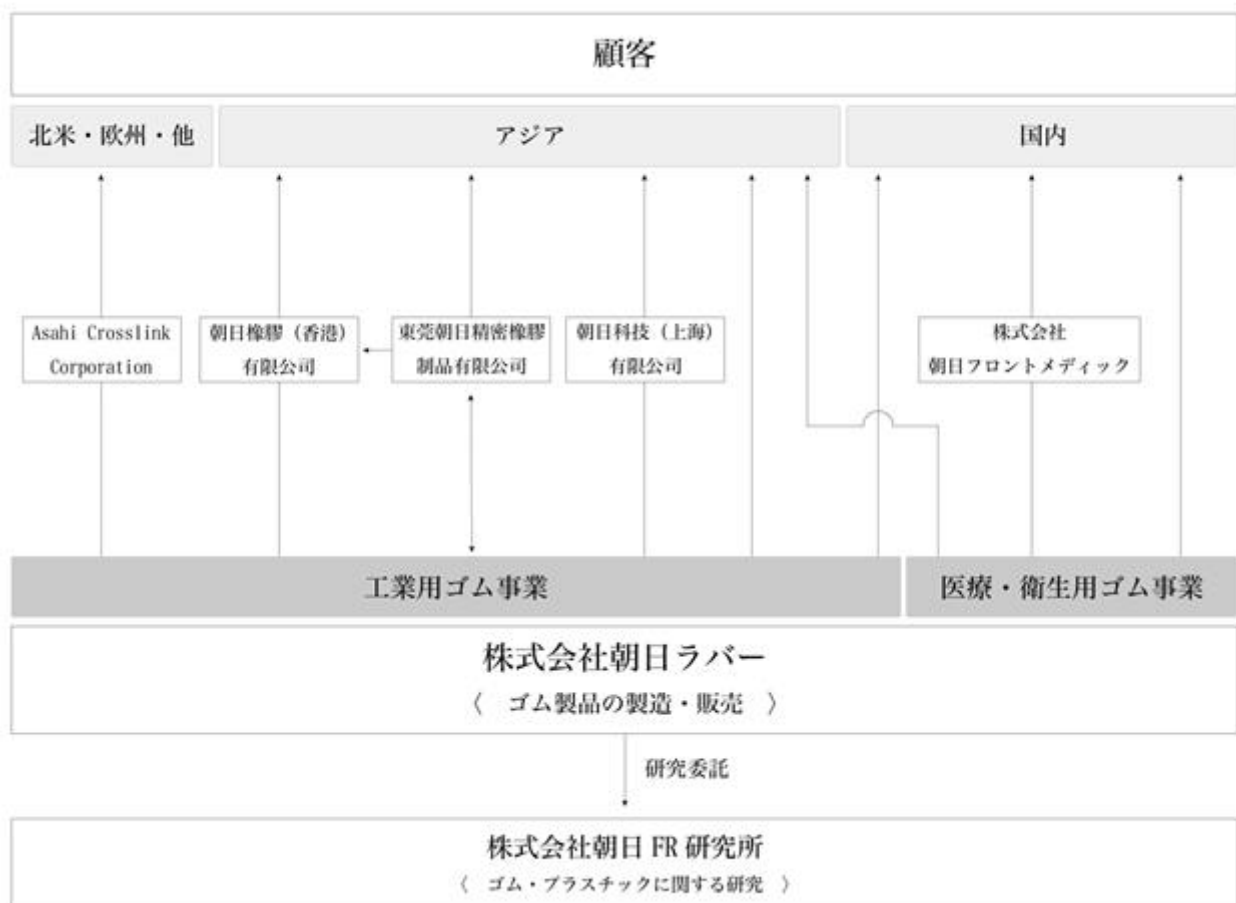 顧客
北米・欧州・他
アジア
国内
Asahi Crosslink
Corporation
朝日橡膠（香港）
有限公司
東莞朝日精密橡膠
制品有限公司
朝日科技（上海）
有限公司
株式会社
朝日フロントメディック
工業用ゴム事業
医療・衛生用ゴム事業
株式会社朝日ラバー
〈　ゴム製品の製造・販売　〉
研究委託
株式会社朝日 FR 研究所
〈　ゴム・プラスチックに関する研究　〉